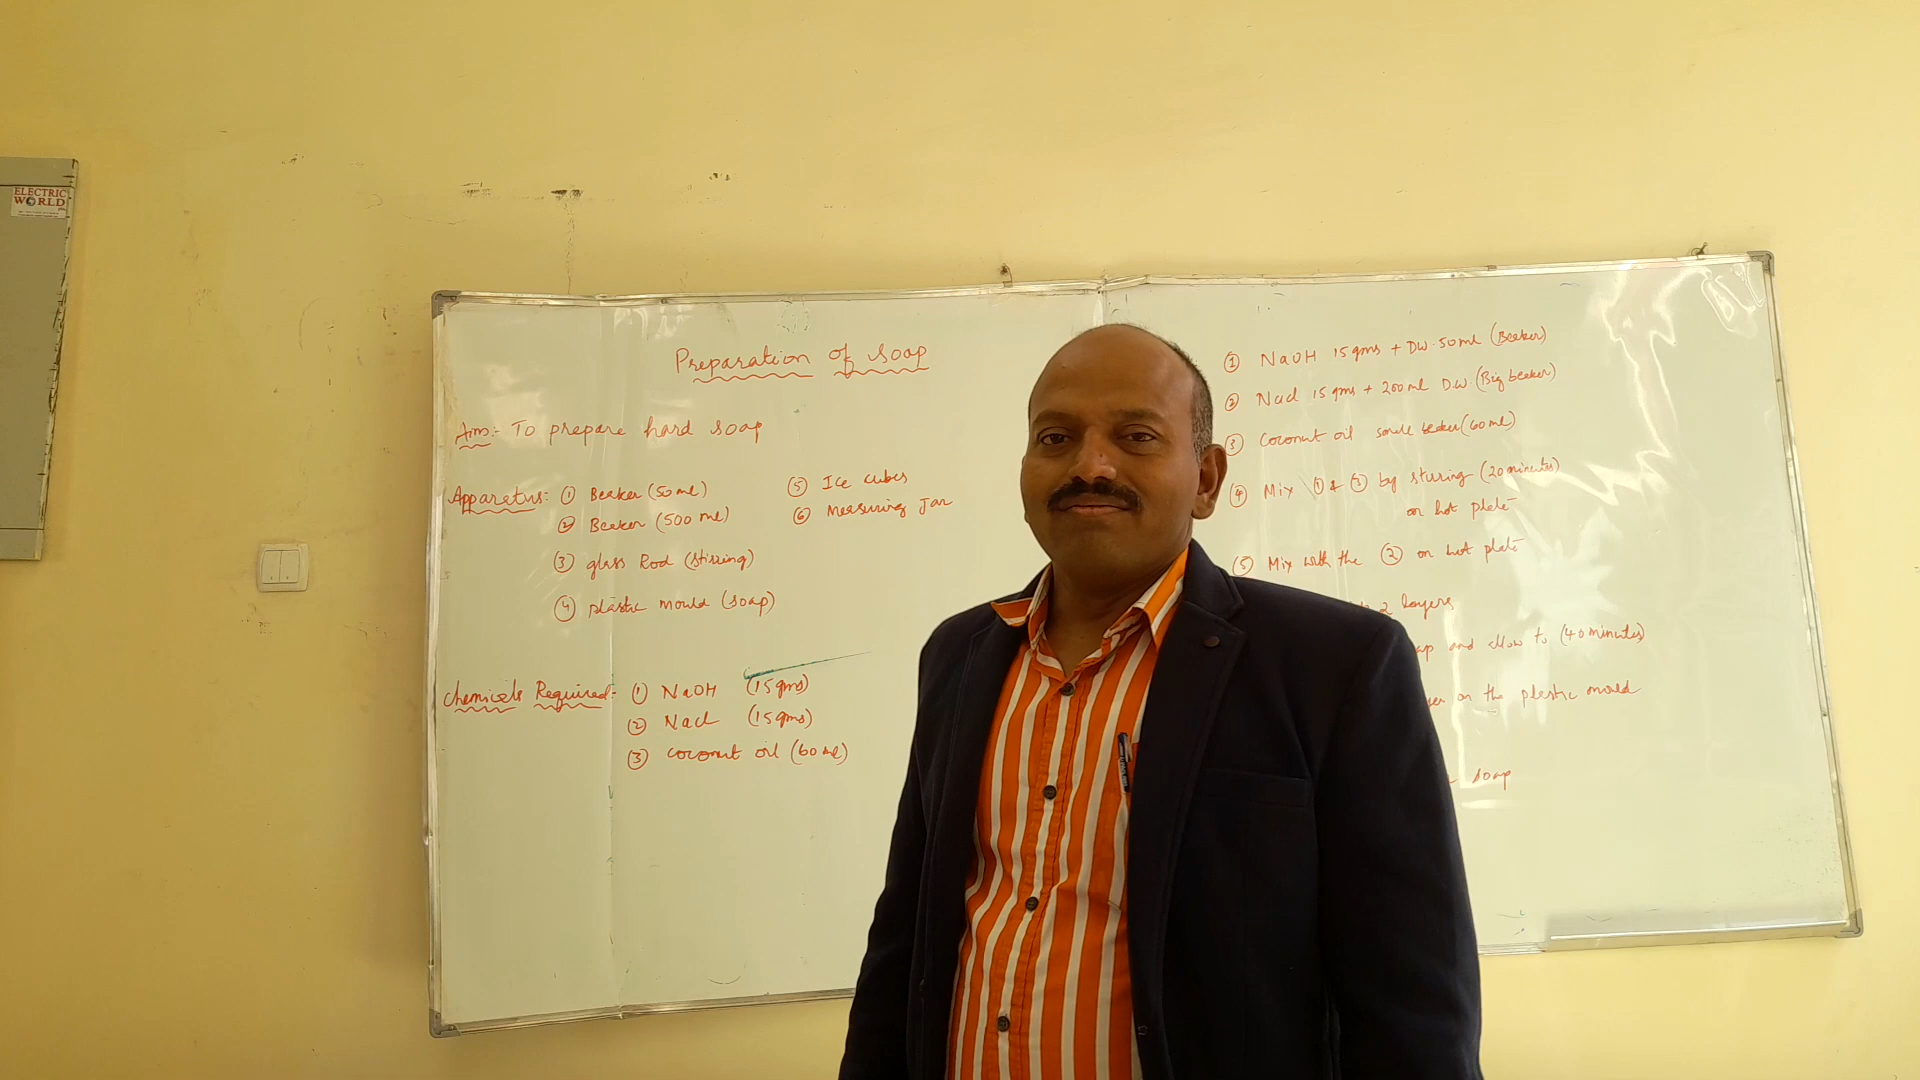 ELECTRIC
WORLD
Preparation of soap
Aim:- To prepare hard soap
Apparetus: ① Beaker (50 ml)
② Beaker (500 ml)
③ glass Rod (stirring)
④ plastic mould (soap)
⑤ Ice cubes
⑥ measuring Jar
Chemicals Required:- ① NaOH (15 gms)
② Nacl (15 gms)
③ coconut oil (60 ml)
① NaOH 15 gms + DW. 50 ml (Beaker)
② Nacl 15 gms + 200 ml D.W. (Big beaker)
③ Coconut oil small beaker (60 ml)
④ Mix ① & ③ by sturing (20 minutes)
on hot plate
⑤ Mix with the ② on hot plate
2 layers
and allow to (40 minutes)
on the plastic mould
soap